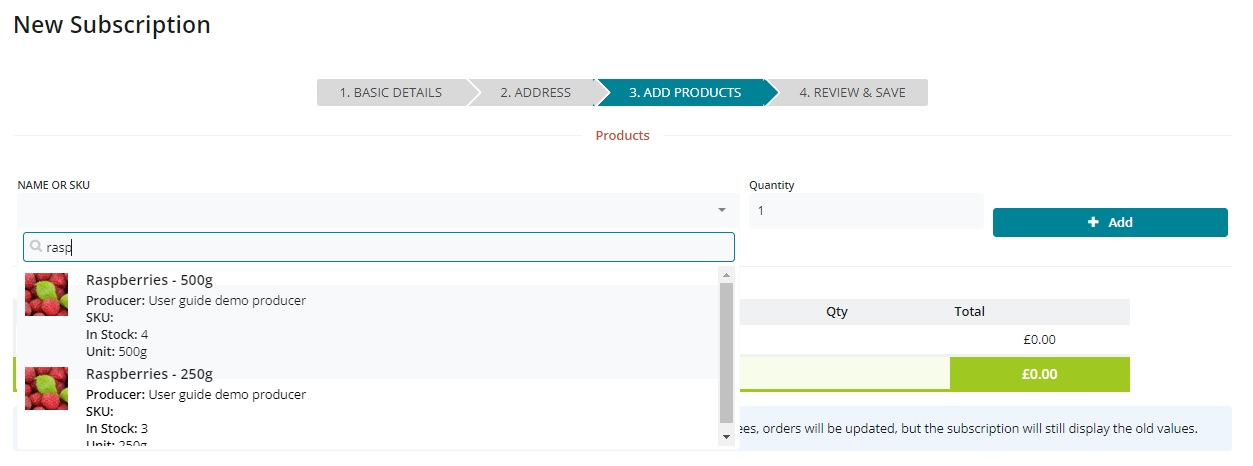 New Subscription
1. BASIC DETAILS
2. ADDRESS
3. ADD PRODUCTS
4. REVIEW & SAVE
Products
NAME OR SKU
Quantity
1
Add
rasp
Raspberries - 500g
Producer: User guide demo producer
SKU:
In Stock: 4
Unit: 500g
Raspberries - 250g
Producer: User guide demo producer
SKU:
In Stock: 3
Unit: 250g
Qty Total
£0.00
£0.00
orders will be updated, but the subscription will still display the old values.